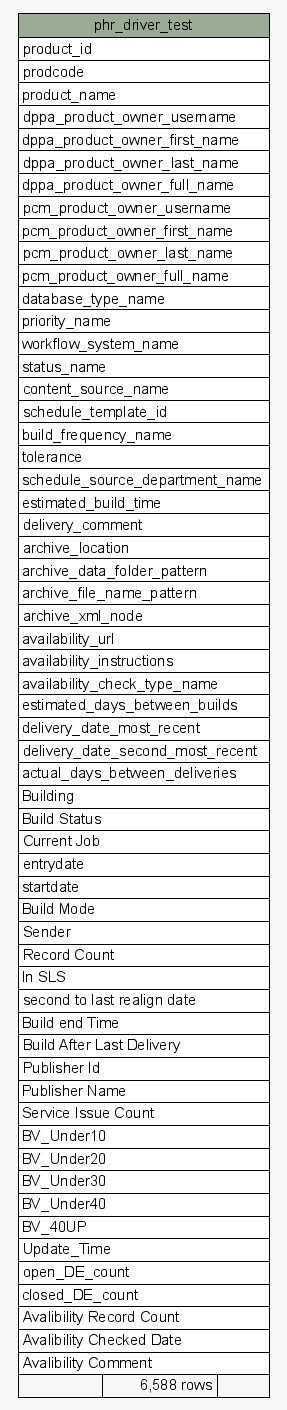 phr_driver_test
product_id
prodcode
product_name
dppa_product_owner_username
dppa_product_owner_first_name
dppa_product_owner_last_name
dppa_product_owner_full_name
pcm_product_owner_username
pcm_product_owner_first_name
pcm_product_owner_last_name
pcm_product_owner_full_name
database_type_name
priority_name
workflow_system_name
status_name
content_source_name
schedule_template_id
build_frequency_name
tolerance
schedule_source_department_name
estimated_build_time
delivery_comment
archive_location
archive_data_folder_pattern
archive_file_name_pattern
archive_xml_node
availability_url
availability_instructions
availability_check_type_name
estimated_days_between_builds
delivery_date_most_recent
delivery_date_second_most_recent
actual_days_between_deliveries
Building
Build Status
Current Job
entrydate
startdate
Build Mode
Sender
Record Count
In SLS
second to last realign date
Build end Time
Build After Last Delivery
Publisher Id
Publisher Name
Service Issue Count
BV_Under10
BV_Under20
BV_Under30
BV_Under40
BV_40UP
Update_Time
open_DE_count
closed_DE_count
Avalibility Record Count
Avalibility Checked Date
Avalibility Comment
6,588 rows